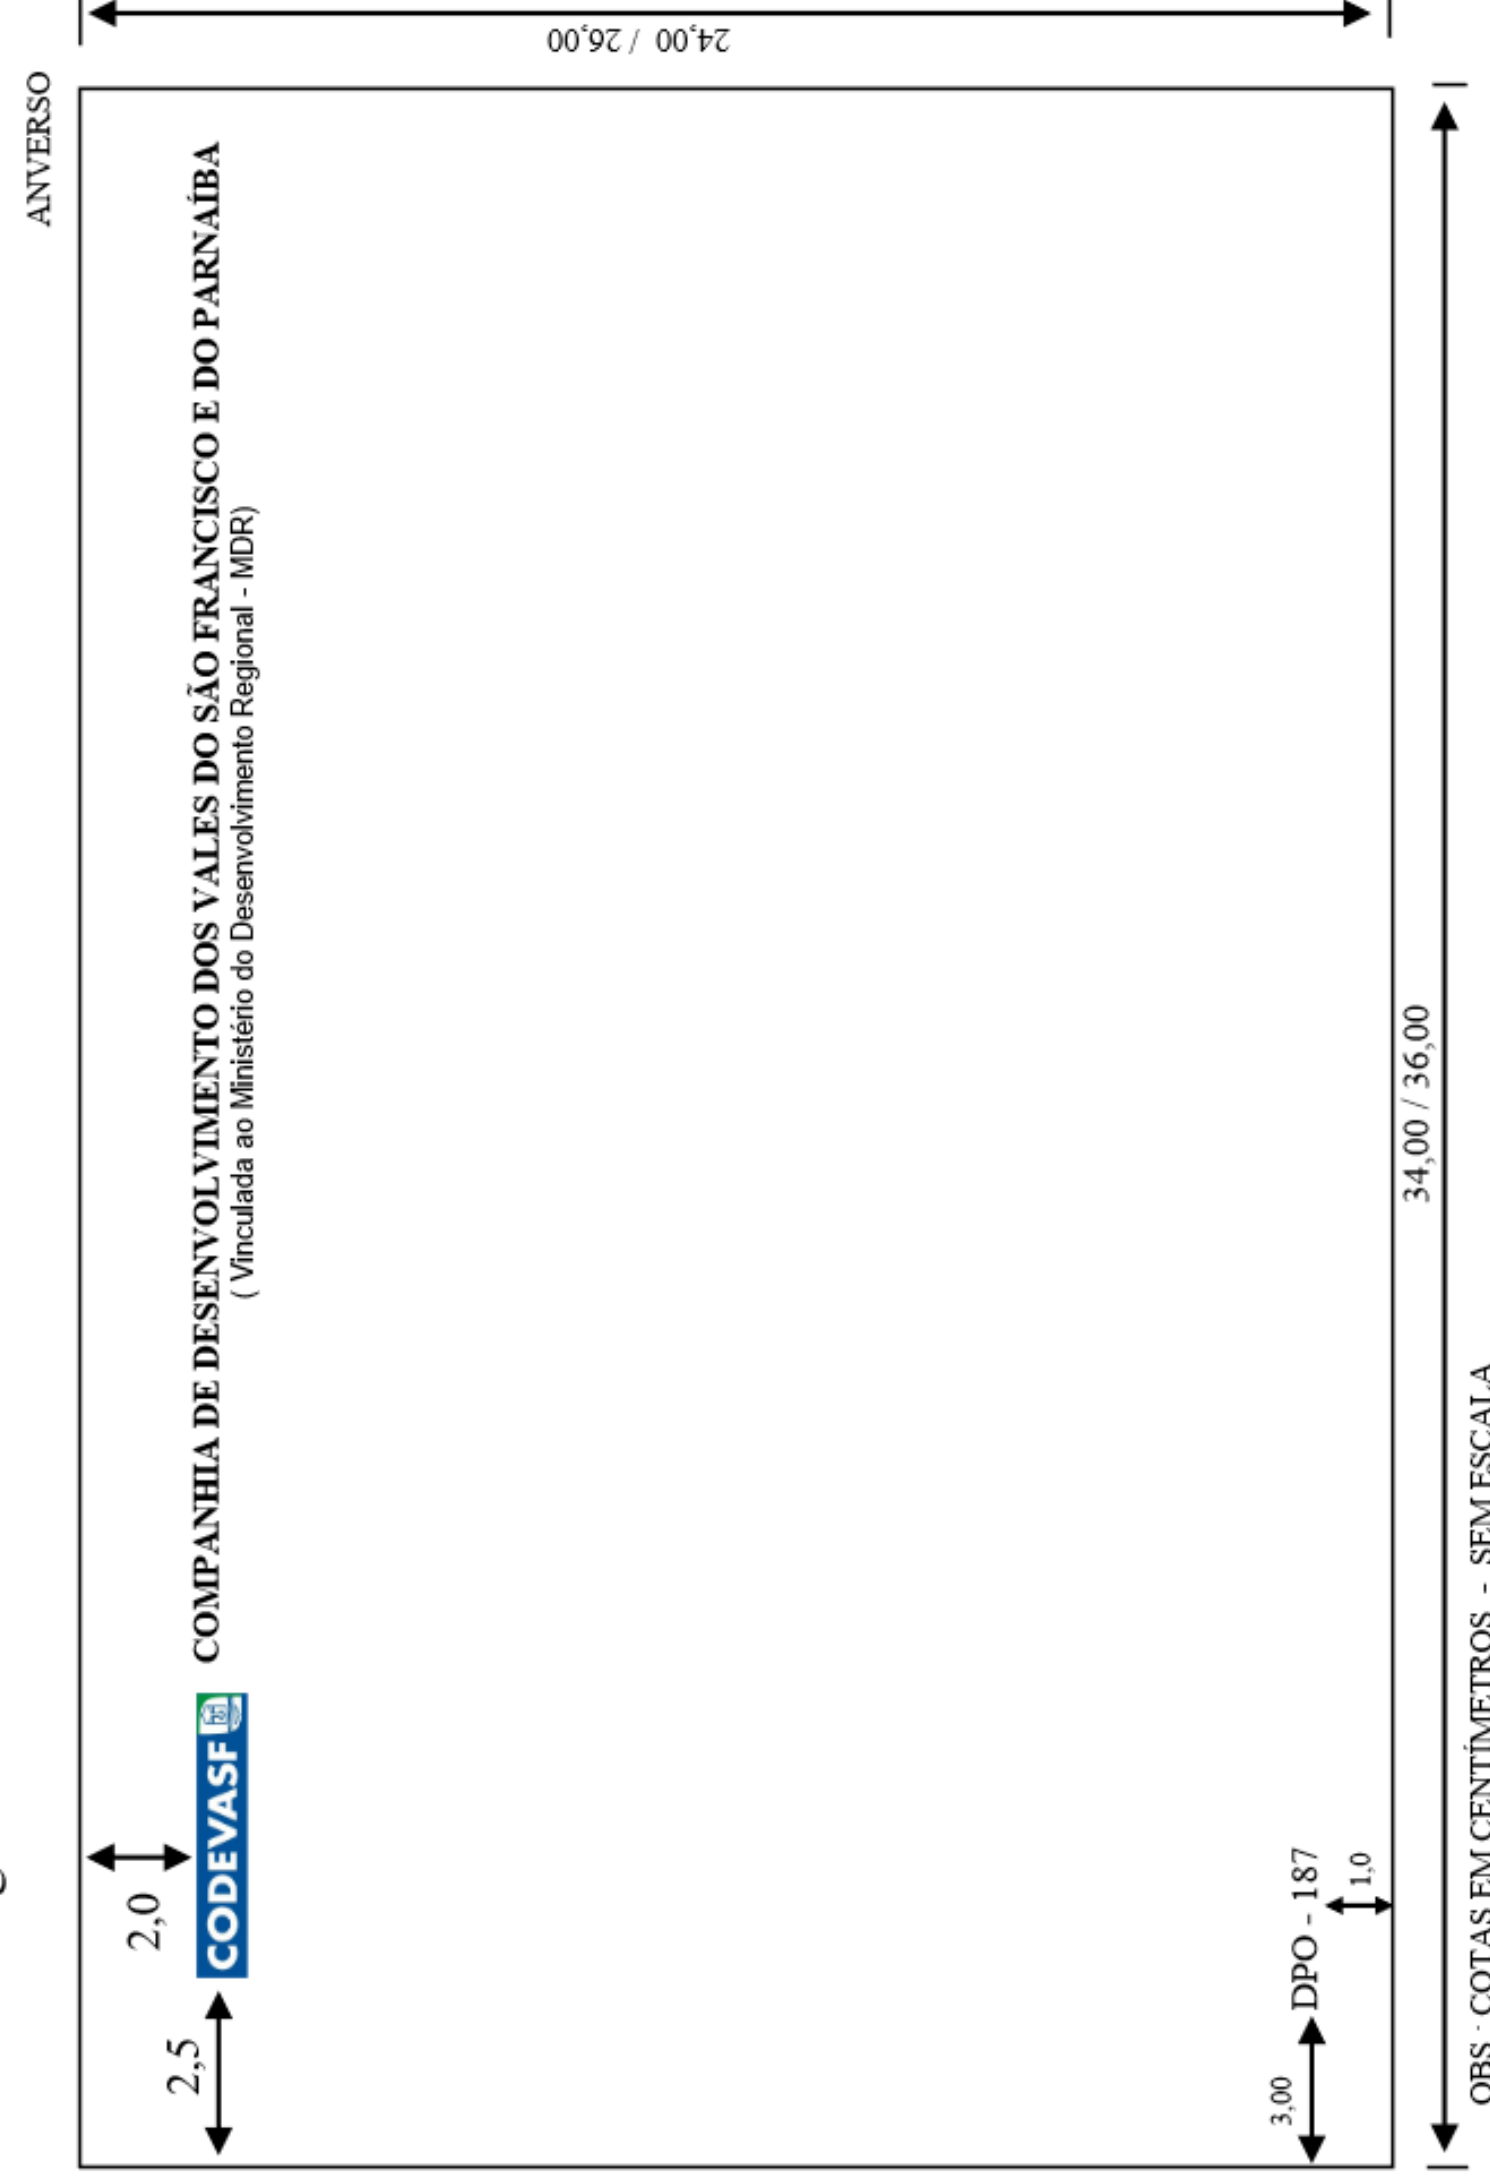 ANVERSO
24,00 / 26,00
2,0
2,5
CODEVASF
COMPANHIA DE DESENVOLVIMENTO DOS VALES DO SÃO FRANCISCO E DO PARNAÍBA
( Vinculada ao Ministério do Desenvolvimento Regional - MDR)
3,00
DPO - 187
1,0
34,00 / 36,00
OBS : COTAS EM CENTÍMETROS - SEM ESCALA